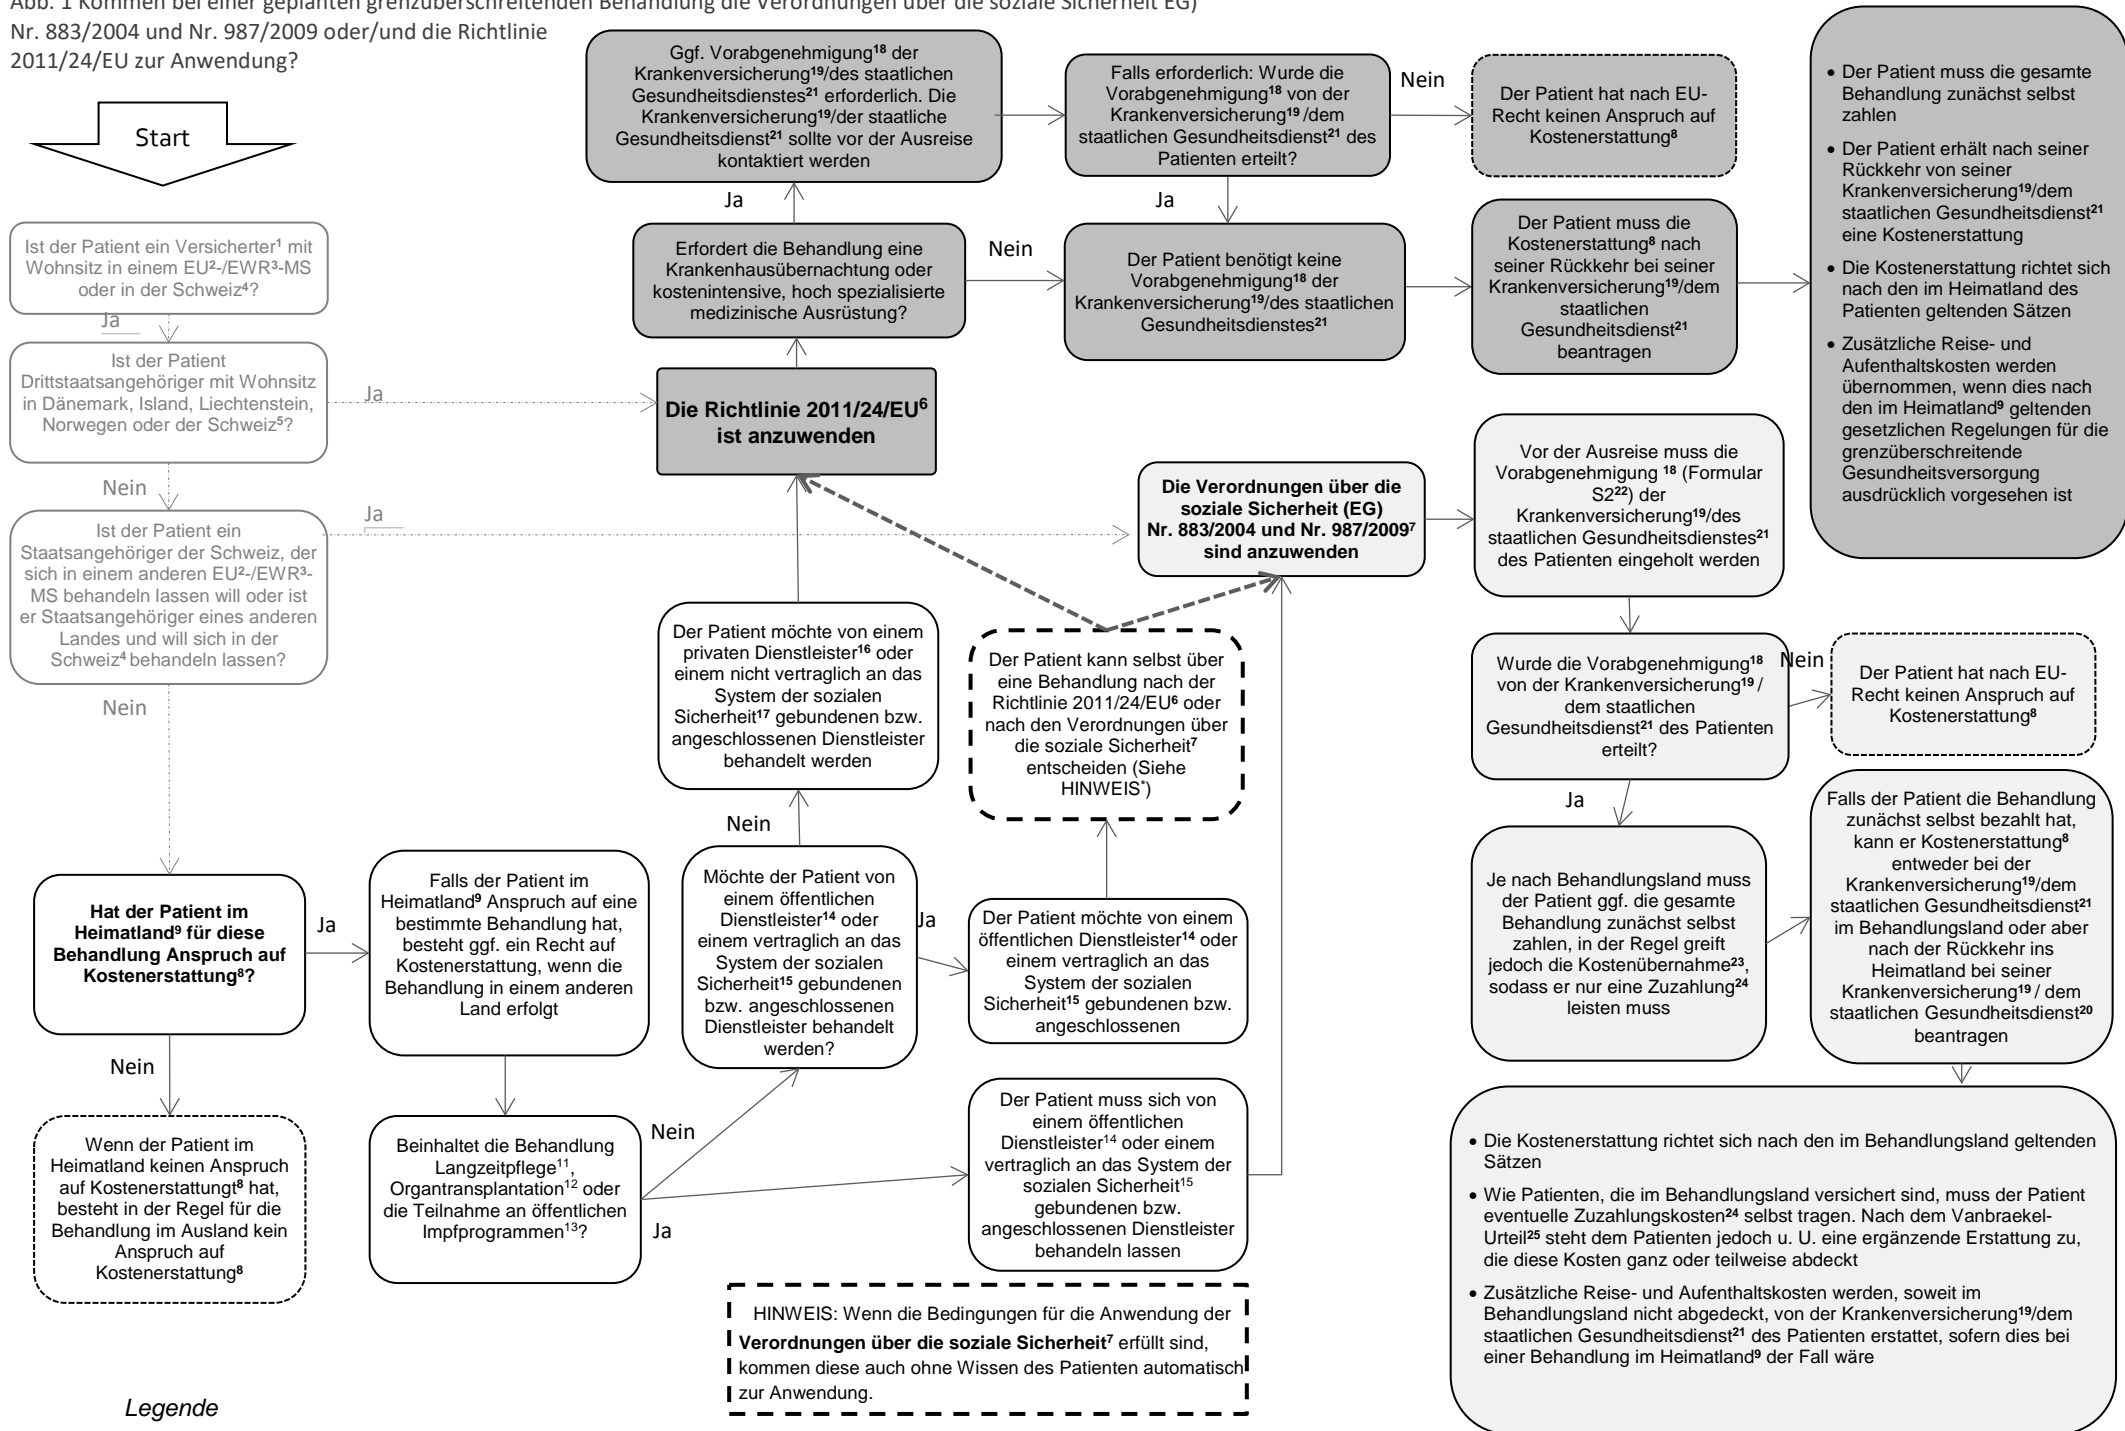 Abb. 1 Kommen bei einer geplanten grenzüberschreitenden Behandlung die Verordnungen über die soziale Sicherheit EG)
Nr. 883/2004 und Nr. 987/2009 oder/und die Richtlinie
2011/24/EU zur Anwendung?
Start
Ist der Patient ein Versicherter¹ mit
Wohnsitz in einem EU²-/EWR³-MS
oder in der Schweiz⁴?
Ja
Ist der Patient
Drittstaatsangehöriger mit Wohnsitz
in Dänemark, Island, Liechtenstein,
Norwegen oder der Schweiz⁵?
Ja
Nein
Ist der Patient ein
Staatsangehöriger der Schweiz, der
sich in einem anderen EU²-/EWR³-
MS behandeln lassen will oder ist
er Staatsangehöriger eines anderen
Landes und will sich in der
Schweiz⁴ behandeln lassen?
Ja
Nein
Hat der Patient im
Heimatland⁹ für diese
Behandlung Anspruch auf
Kostenerstattung⁸?
Ja
Nein
Wenn der Patient im
Heimatland keinen Anspruch
auf Kostenerstattungt⁸ hat,
besteht in der Regel für die
Behandlung im Ausland kein
Anspruch auf
Kostenerstattung⁸
Falls der Patient im
Heimatland⁹ Anspruch auf eine
bestimmte Behandlung hat,
besteht ggf. ein Recht auf
Kostenerstattung, wenn die
Behandlung in einem anderen
Land erfolgt
Beinhaltet die Behandlung
Langzeitpflege¹¹,
Organtransplantation¹² oder
die Teilnahme an öffentlichen
Impfprogrammen¹³?
Nein
Ja
Möchte der Patient von
einem öffentlichen
Dienstleister¹⁴ oder
einem vertraglich an das
System der sozialen
Sicherheit¹⁵ gebundenen
bzw. angeschlossenen
Dienstleister behandelt
werden?
Nein
Ja
Der Patient möchte von einem
privaten Dienstleister¹⁶ oder
einem nicht vertraglich an das
System der sozialen
Sicherheit¹⁷ gebundenen bzw.
angeschlossenen Dienstleister
behandelt werden
Der Patient möchte von einem
öffentlichen Dienstleister¹⁴ oder
einem vertraglich an das
System der sozialen
Sicherheit¹⁵ gebundenen bzw.
angeschlossenen
Der Patient muss sich von
einem öffentlichen
Dienstleister¹⁴ oder einem
vertraglich an das System der
sozialen Sicherheit¹⁵
gebundenen bzw.
angeschlossenen Dienstleister
behandeln lassen
Der Patient kann selbst über
eine Behandlung nach der
Richtlinie 2011/24/EU⁶ oder
nach den Verordnungen über
die soziale Sicherheit⁷
entscheiden (Siehe
HINWEIS*)
Die Richtlinie 2011/24/EU⁶
ist anzuwenden
Erfordert die Behandlung eine
Krankenhausübernachtung oder
kostenintensive, hoch spezialisierte
medizinische Ausrüstung?
Ja
Nein
Ggf. Vorabgenehmigung¹⁸ der
Krankenversicherung¹⁹/des staatlichen
Gesundheitsdienstes²¹ erforderlich. Die
Krankenversicherung¹⁹/der staatliche
Gesundheitsdienst²¹ sollte vor der Ausreise
kontaktiert werden
Falls erforderlich: Wurde die
Vorabgenehmigung¹⁸ von der
Krankenversicherung¹⁹ /dem
staatlichen Gesundheitsdienst²¹ des
Patienten erteilt?
Nein
Ja
Der Patient hat nach EU-
Recht keinen Anspruch auf
Kostenerstattung⁸
Der Patient benötigt keine
Vorabgenehmigung¹⁸ der
Krankenversicherung¹⁹/des staatlichen
Gesundheitsdienstes²¹
Der Patient muss die
Kostenerstattung⁸ nach
seiner Rückkehr bei seiner
Krankenversicherung¹⁹/dem
staatlichen
Gesundheitsdienst²¹
beantragen
• Der Patient muss die gesamte
Behandlung zunächst selbst
zahlen
• Der Patient erhält nach seiner
Rückkehr von seiner
Krankenversicherung¹⁹/dem
staatlichen Gesundheitsdienst²¹
eine Kostenerstattung
• Die Kostenerstattung richtet sich
nach den im Heimatland des
Patienten geltenden Sätzen
• Zusätzliche Reise- und
Aufenthaltskosten werden
übernommen, wenn dies nach
den im Heimatland⁹ geltenden
gesetzlichen Regelungen für die
grenzüberschreitende
Gesundheitsversorgung
ausdrücklich vorgesehen ist
Die Verordnungen über die
soziale Sicherheit (EG)
Nr. 883/2004 und Nr. 987/2009⁷
sind anzuwenden
Vor der Ausreise muss die
Vorabgenehmigung ¹⁸ (Formular
S2²²) der
Krankenversicherung¹⁹/des
staatlichen Gesundheitsdienstes²¹
des Patienten eingeholt werden
Wurde die Vorabgenehmigung¹⁸
von der Krankenversicherung¹⁹ /
dem staatlichen
Gesundheitsdienst²¹ des Patienten
erteilt?
Nein
Ja
Der Patient hat nach EU-
Recht keinen Anspruch auf
Kostenerstattung⁸
Je nach Behandlungsland muss
der Patient ggf. die gesamte
Behandlung zunächst selbst
zahlen, in der Regel greift
jedoch die Kostenübernahme²³,
sodass er nur eine Zuzahlung²⁴
leisten muss
Falls der Patient die Behandlung
zunächst selbst bezahlt hat,
kann er Kostenerstattung⁸
entweder bei der
Krankenversicherung¹⁹/dem
staatlichen Gesundheitsdienst²¹
im Behandlungsland oder aber
nach der Rückkehr ins
Heimatland bei seiner
Krankenversicherung¹⁹ / dem
staatlichen Gesundheitsdienst²⁰
beantragen
• Die Kostenerstattung richtet sich nach den im Behandlungsland geltenden
Sätzen
• Wie Patienten, die im Behandlungsland versichert sind, muss der Patient
eventuelle Zuzahlungskosten²⁴ selbst tragen. Nach dem Vanbraekel-
Urteil²⁵ steht dem Patienten jedoch u. U. eine ergänzende Erstattung zu,
die diese Kosten ganz oder teilweise abdeckt
• Zusätzliche Reise- und Aufenthaltskosten werden, soweit im
Behandlungsland nicht abgedeckt, von der Krankenversicherung¹⁹/dem
staatlichen Gesundheitsdienst²¹ des Patienten erstattet, sofern dies bei
einer Behandlung im Heimatland⁹ der Fall wäre
HINWEIS: Wenn die Bedingungen für die Anwendung der
Verordnungen über die soziale Sicherheit⁷ erfüllt sind,
kommen diese auch ohne Wissen des Patienten automatisch
zur Anwendung.
Legende